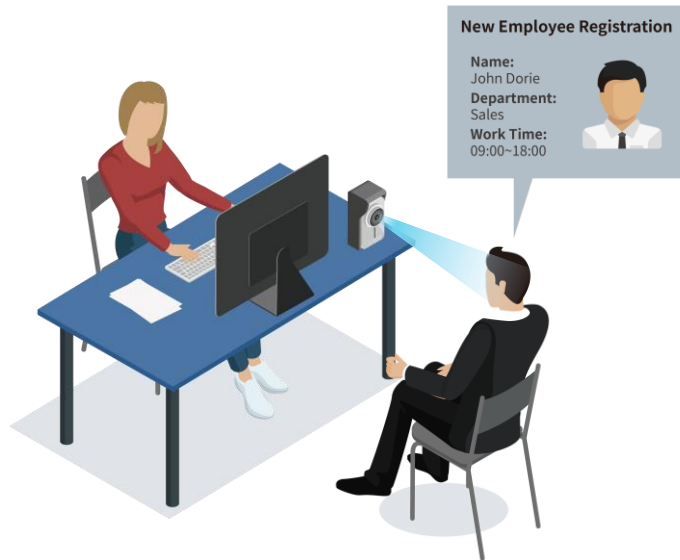 New Employee Registration
Name:
John Dorie
Department:
Sales
Work Time:
09:00~18:00